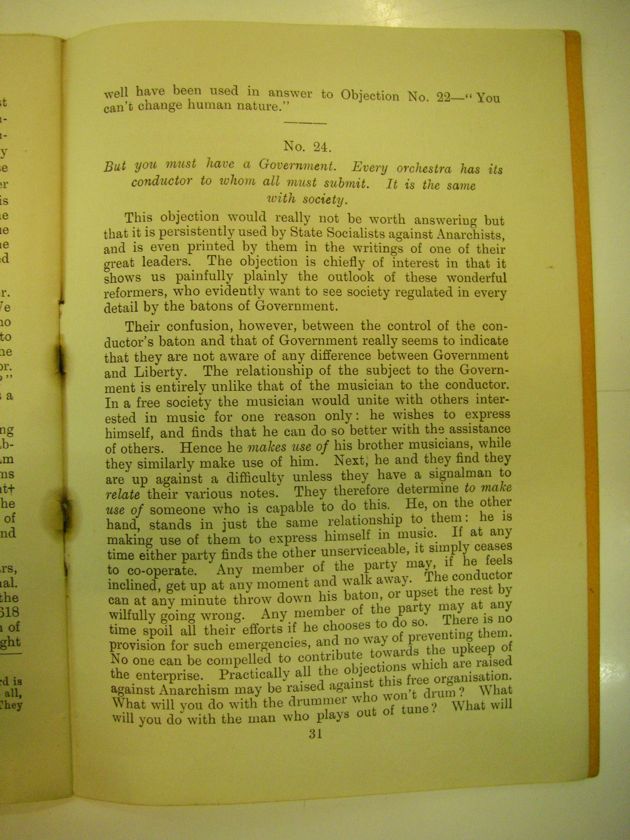 well have been used in answer to Objection No. 22—“ You
can’t change human nature.”
No. 24.
But you must have a Government. Every orchestra has its
conductor to whom all must submit. It is the same
with society.
This objection would really not be worth answering but
that it is persistently used by State Socialists against Anarchists,
and is even printed by them in the writings of one of their
great leaders. The objection is chiefly of interest in that it
shows us painfully plainly the outlook of these wonderful
reformers, who evidently want to see society regulated in every
detail by the batons of Government.
Their confusion, however, between the control of the con-
ductor’s baton and that of Government really seems to indicate
that they are not aware of any difference between Government
and Liberty. The relationship of the subject to the Govern-
ment is entirely unlike that of the musician to the conductor.
In a free society the musician would unite with others inter-
ested in music for one reason only: he wishes to express
himself, and finds that he can do so better with the assistance
of others. Hence he makes use of his brother musicians, while
they similarly make use of him. Next, he and they find they
are up against a difficulty unless they have a signalman to
relate their various notes. They therefore determine to make
use of someone who is capable to do this. He, on the other
hand, stands in just the same relationship to them: he is
making use of them to express himself in music. If at any
time either party finds the other unserviceable, it simply ceases
to co-operate. Any member of the party may, if he feels
inclined, get up at any moment and walk away. The conductor
can at any minute throw down his baton, or upset the rest by
wilfully going wrong. Any member of the party may at any
time spoil all their efforts if he chooses to do so. There is no
provision for such emergencies, and no way of preventing them.
No one can be compelled to contribute towards the upkeep of
the enterprise. Practically all the objections which are raised
against Anarchism may be raised against this free organisation.
What will you do with the drummer who won’t drum? What
will you do with the man who plays out of tune? What will
31